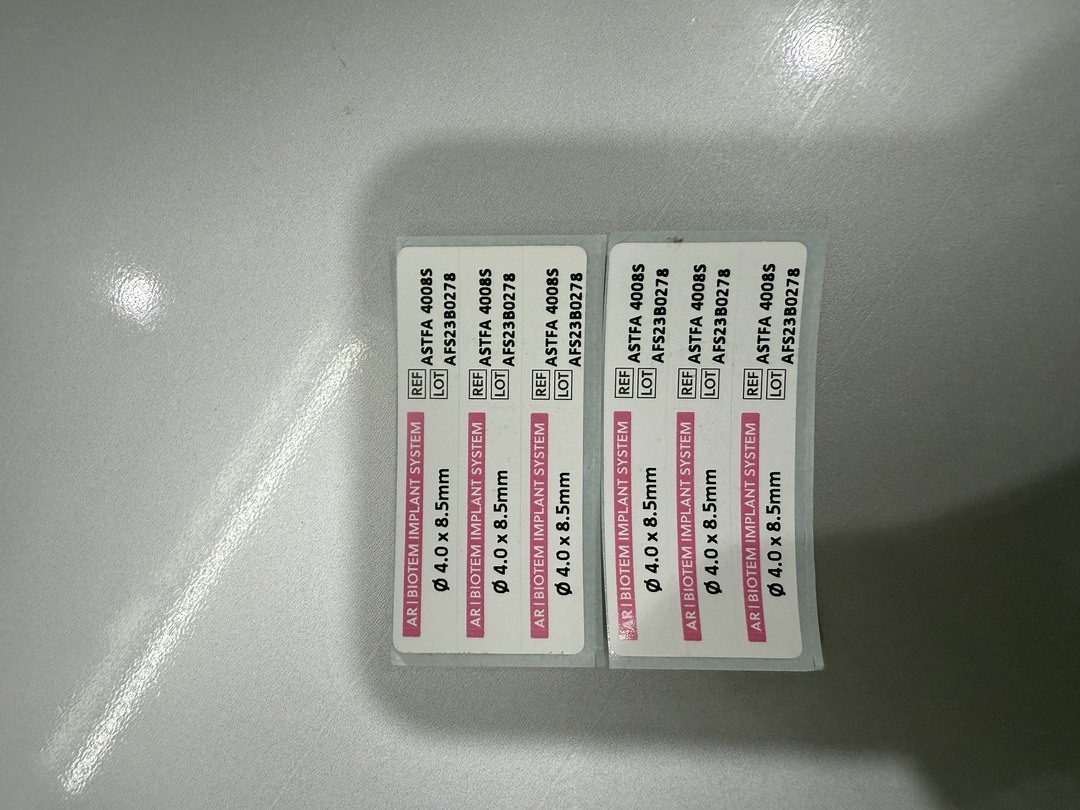 AR | BIOTEM IMPLANT SYSTEM
Ø 4.0 x 8.5mm
REF ASTFA 4008S
LOT AFS23B0278
AR | BIOTEM IMPLANT SYSTEM
Ø 4.0 x 8.5mm
REF ASTFA 4008S
LOT AFS23B0278
AR | BIOTEM IMPLANT SYSTEM
Ø 4.0 x 8.5mm
REF ASTFA 4008S
LOT AFS23B0278
AR | BIOTEM IMPLANT SYSTEM
Ø 4.0 x 8.5mm
REF ASTFA 4008S
LOT AFS23B0278
AR | BIOTEM IMPLANT SYSTEM
Ø 4.0 x 8.5mm
REF ASTFA 4008S
LOT AFS23B0278
AR | BIOTEM IMPLANT SYSTEM
Ø 4.0 x 8.5mm
REF ASTFA 4008S
LOT AFS23B0278